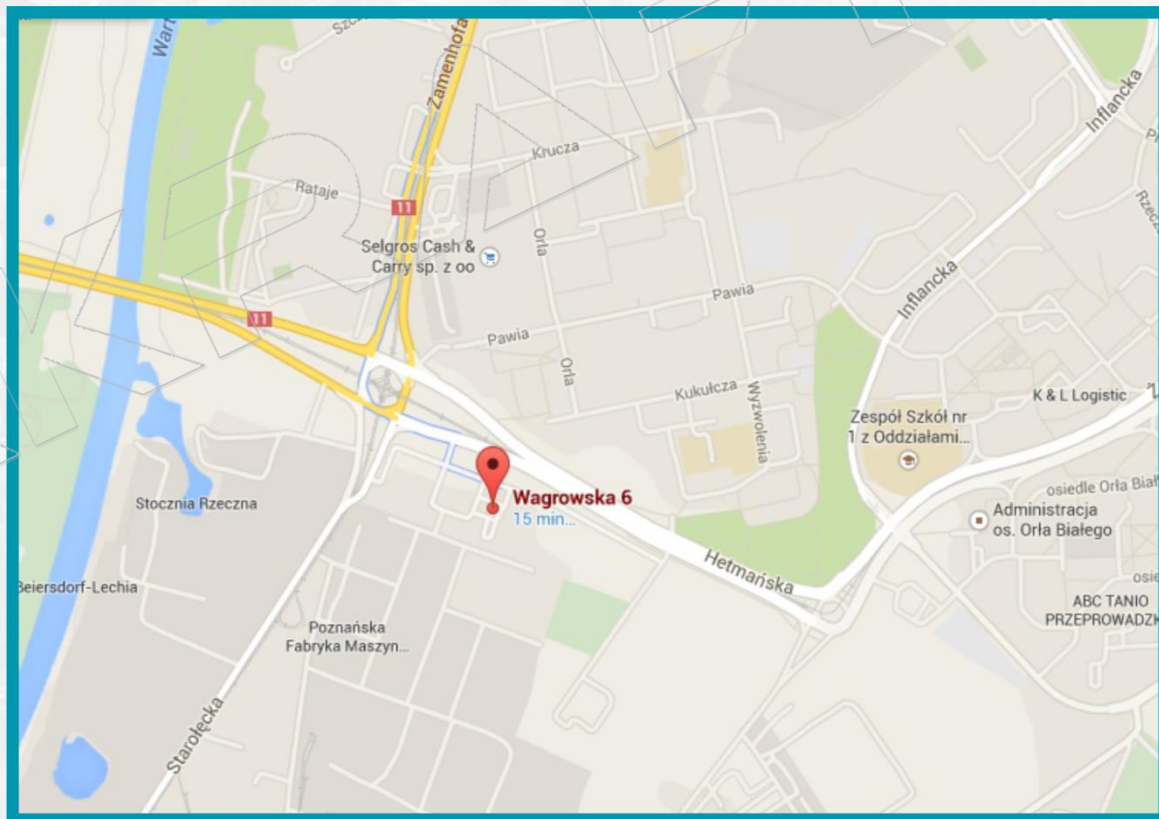 Wart
Szcz
Zamenhofa
Inflancka
Krucza
Rataje
11
Selgros Cash &
Carry sp. z oo
Orla
Inflancka
Pawia
11
Pawia
Orla
Kukułcza
Wyzwolenia
K & L Logistic
Zespół Szkół nr
1 z Oddziałami...
Wagrowska 6
15 min...
Stocznia Rzeczna
osiedle Orła Biał
Administracja
os. Orła Białego
Hetmańska
Beiersdorf-Lechia
osie
ABC TANIO
PRZEPROWADZK
Poznańska
Fabryka Maszyn...
Starołęcka